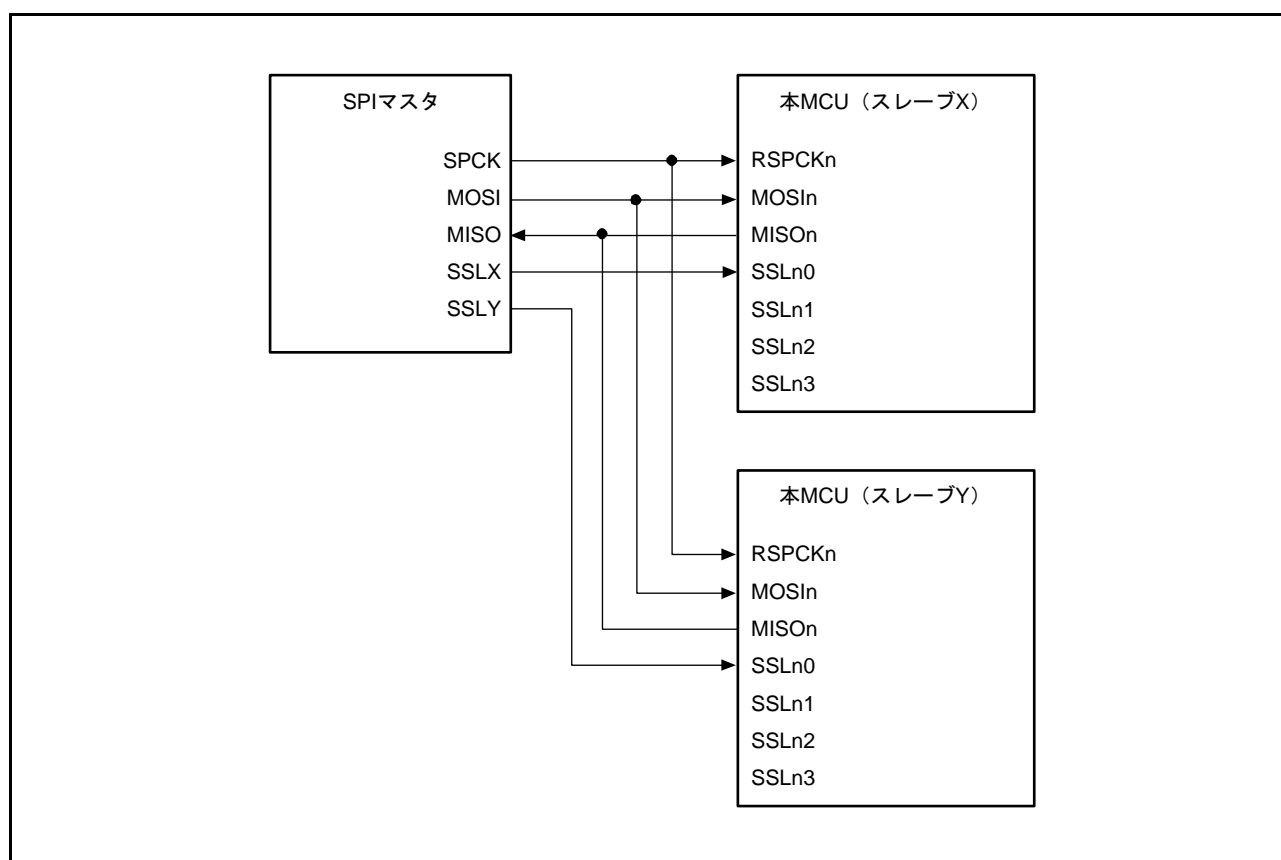 SPIマスタ
SPCK
MOSI
MISO
SSLX
SSLY
本MCU（スレーブX）
RSPCKn
MOSIn
MISOn
SSLn0
SSLn1
SSLn2
SSLn3
本MCU（スレーブY）
RSPCKn
MOSIn
MISOn
SSLn0
SSLn1
SSLn2
SSLn3